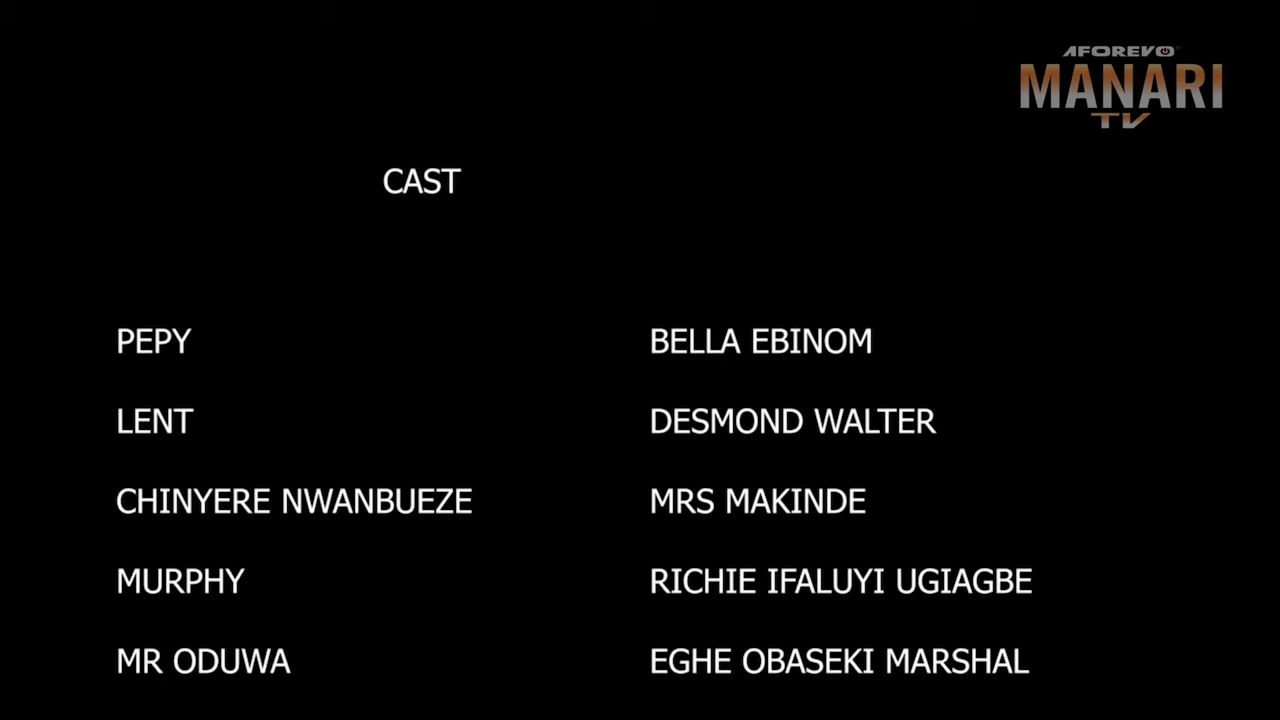 AFOREVO
MANARI
TV
CAST
PEPY BELLA EBINOM
LENT DESMOND WALTER
CHINYERE NWANBUEZE MRS MAKINDE
MURPHY RICHIE IFALUYI UGIAGBE
MR ODUWA EGHE OBASEKI MARSHAL